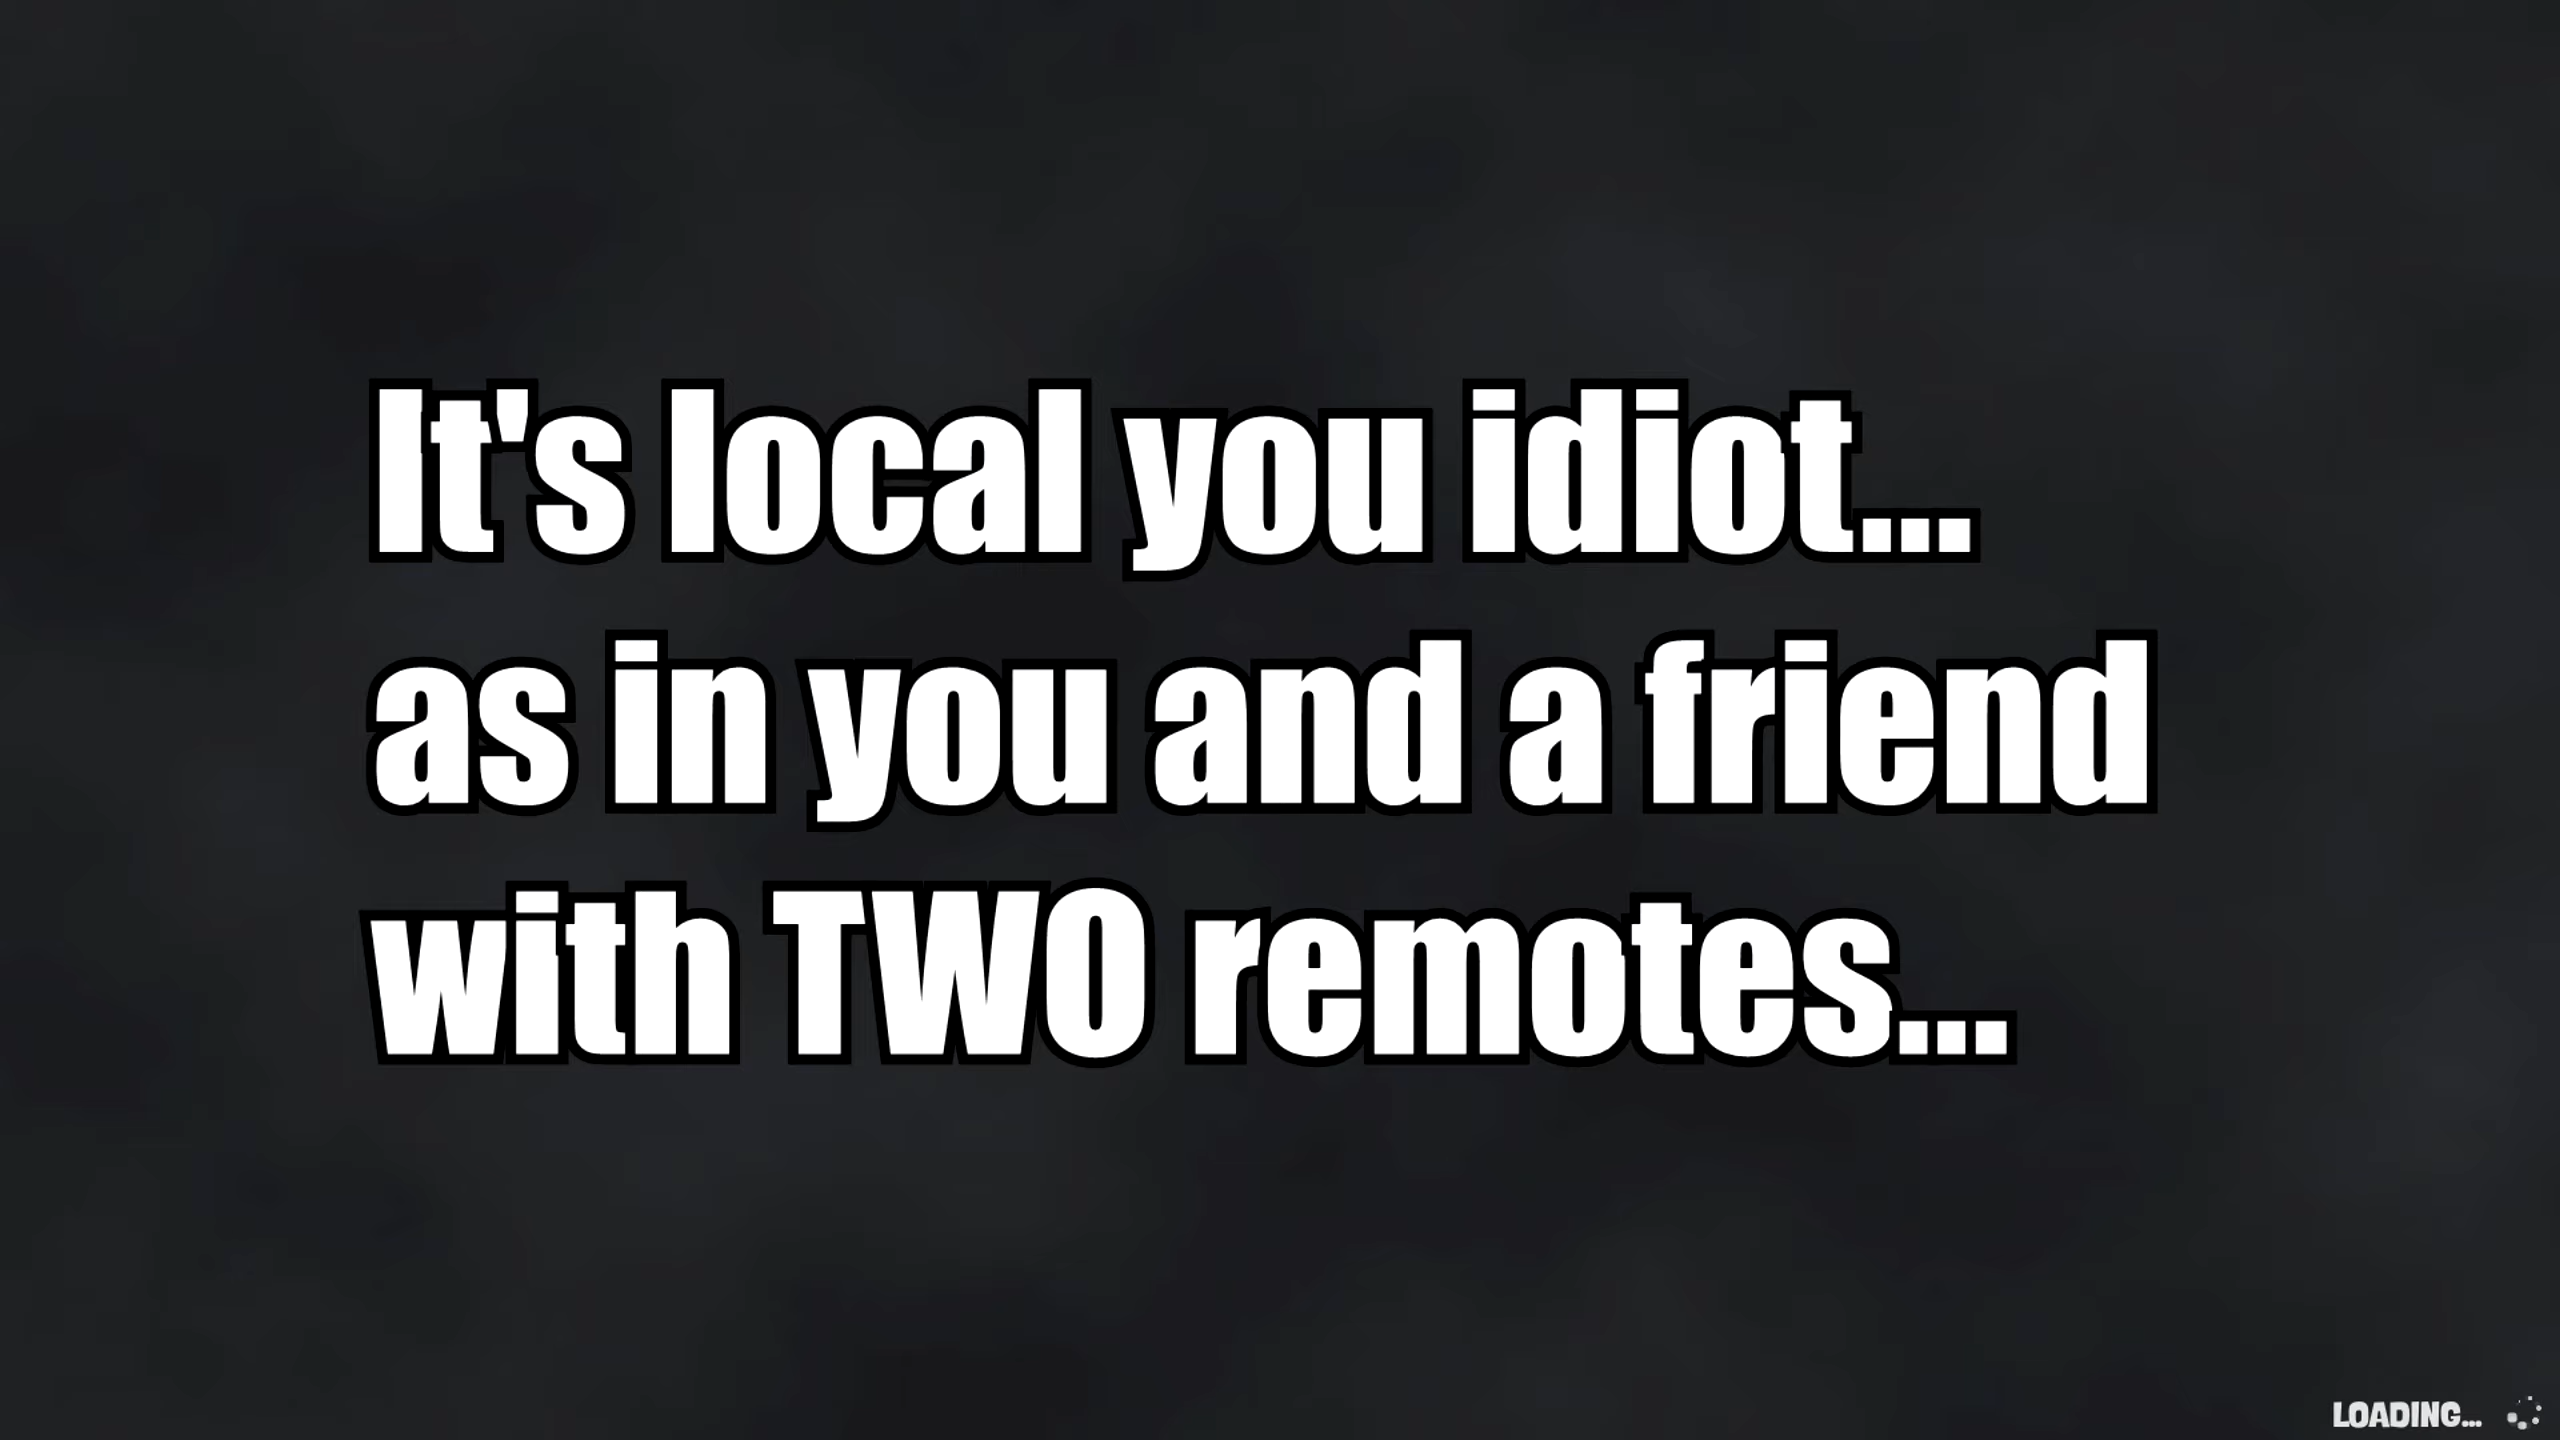 It's local you idiot...
as in you and a friend
with TWO remotes...
LOADING...